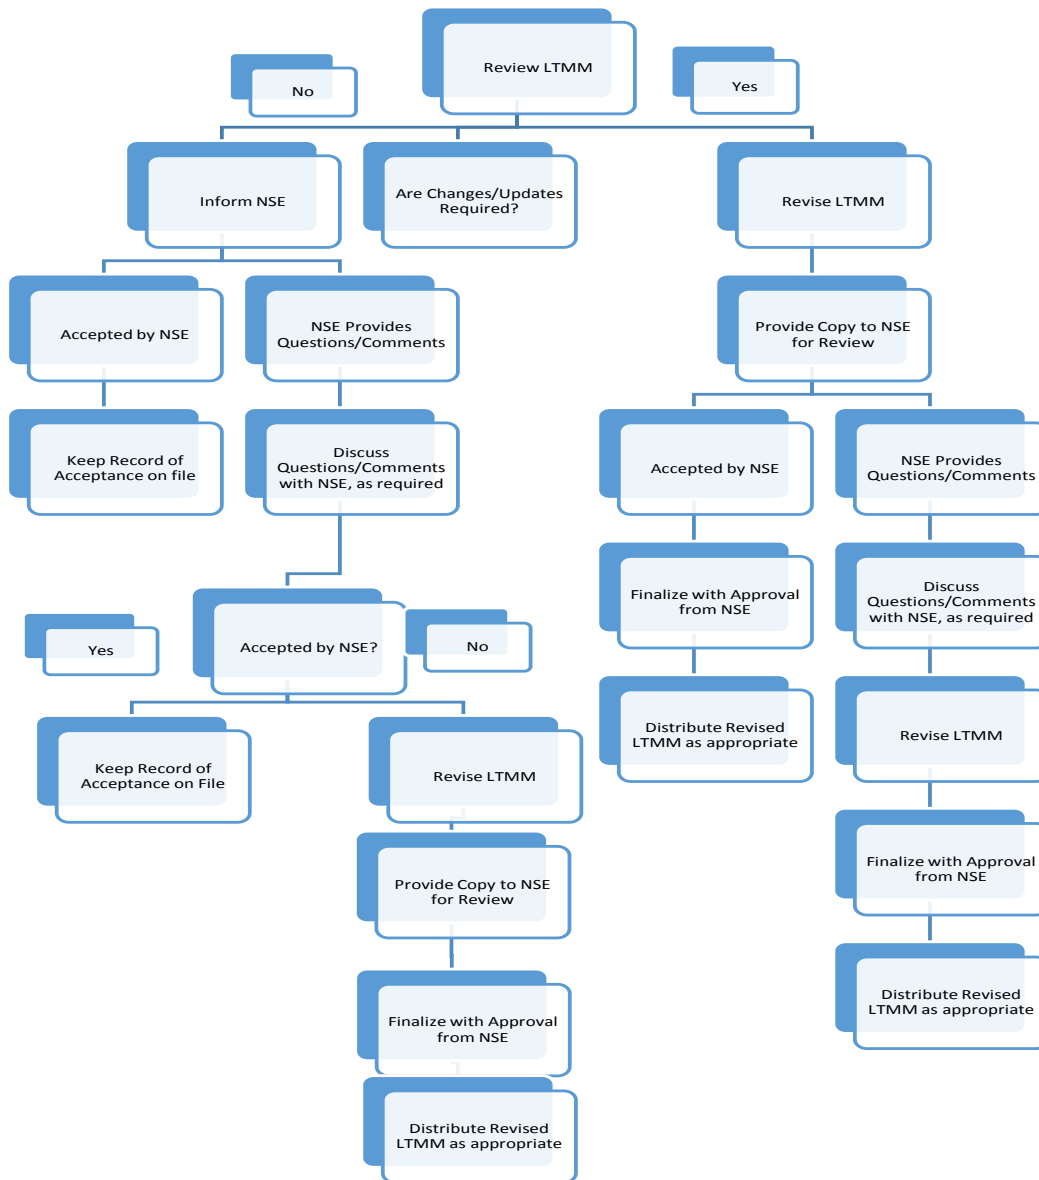 Review LTMM
No
Yes
Inform NSE
Are Changes/Updates
Required?
Revise LTMM
Accepted by NSE
NSE Provides
Questions/Comments
Provide Copy to NSE
for Review
Keep Record of
Acceptance on file
Discuss
Questions/Comments
with NSE, as required
Accepted by NSE
NSE Provides
Questions/Comments
Finalize with Approval
from NSE
Discuss
Questions/Comments
with NSE, as required
Yes
Accepted by NSE?
No
Keep Record of
Acceptance on File
Revise LTMM
Distribute Revised
LTMM as appropriate
Revise LTMM
Provide Copy to NSE
for Review
Finalize with Approval
from NSE
Finalize with Approval
from NSE
Distribute Revised
LTMM as appropriate
Distribute Revised
LTMM as appropriate